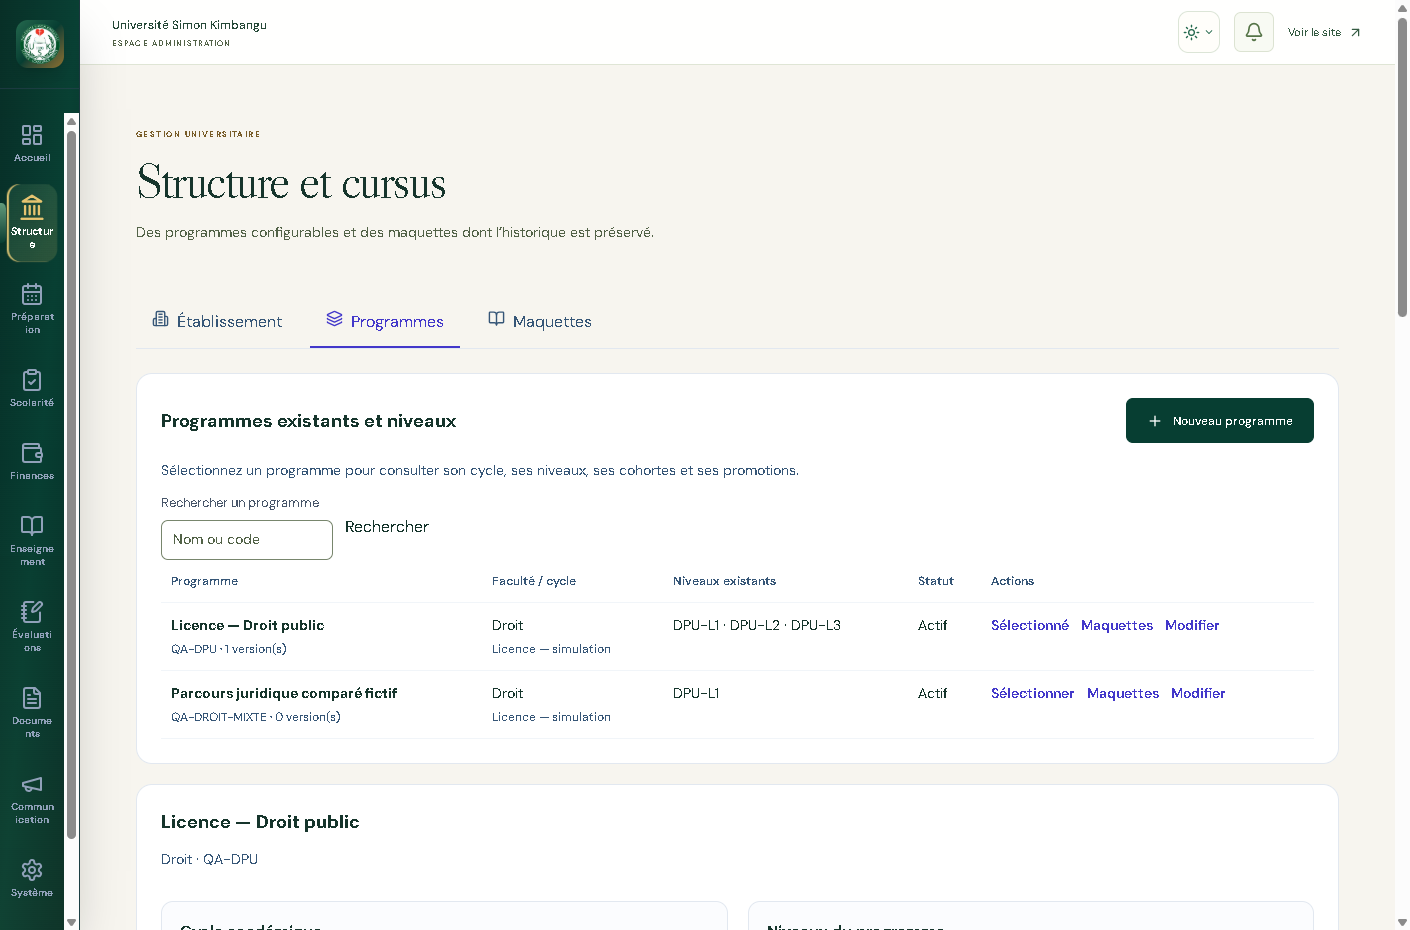 Université Simon Kimbangu
ESPACE ADMINISTRATION
Voir le site
Accueil
Structur
e
Préparat
ion
Scolarité
Finances
Enseigne
ment
Évaluati
ons
Docume
nts
Commun
ication
Système
GESTION UNIVERSITAIRE
Structure et cursus
Des programmes configurables et des maquettes dont l’historique est préservé.
Établissement Programmes Maquettes
Programmes existants et niveaux
Nouveau programme
Sélectionnez un programme pour consulter son cycle, ses niveaux, ses cohortes et ses promotions.
Rechercher un programme
Nom ou code Rechercher
Programme Faculté / cycle Niveaux existants Statut Actions
Licence — Droit public Droit DPU-L1 · DPU-L2 · DPU-L3 Actif Sélectionné Maquettes Modifier
QA-DPU · 1 version(s) Licence — simulation
Parcours juridique comparé fictif Droit DPU-L1 Actif Sélectionner Maquettes Modifier
QA-DROIT-MIXTE · 0 version(s) Licence — simulation
Licence — Droit public
Droit · QA-DPU
Cycle académique Niveaux du programme